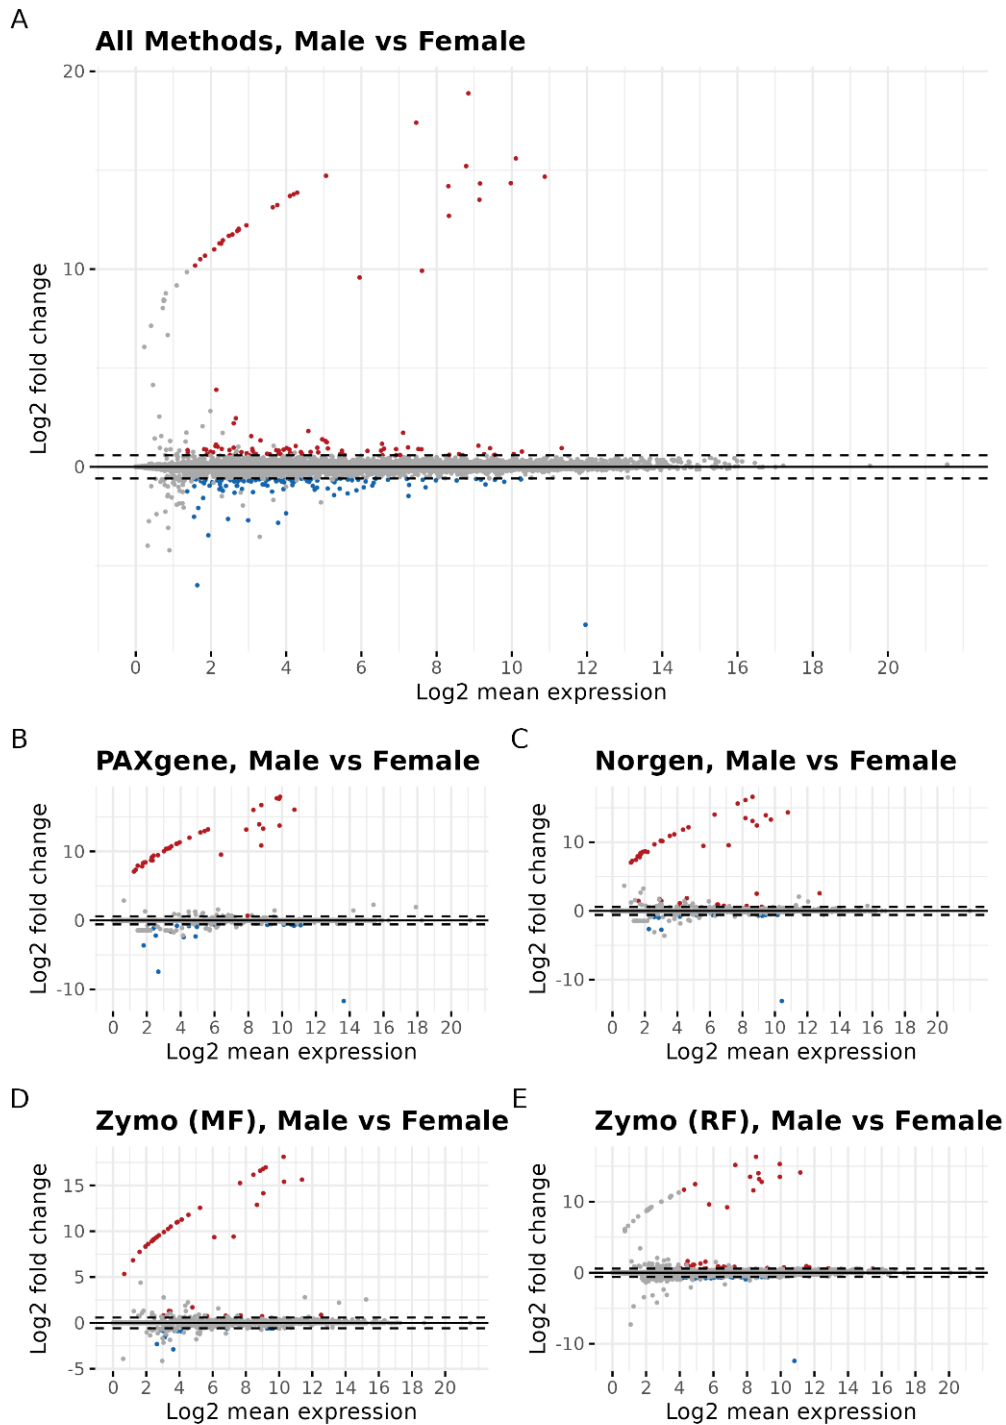 A
All Methods, Male vs Female
Log2 fold change
20
10
0
0 2 4 6 8 10 12 14 16 18 20
Log2 mean expression
B
PAXgene, Male vs Female
Log2 fold change
10
0
-10
0 2 4 6 8 10 12 14 16 18 20
Log2 mean expression
C
Norgen, Male vs Female
Log2 fold change
10
0
-10
0 2 4 6 8 10 12 14 16 18 20
Log2 mean expression
D
Zymo (MF), Male vs Female
Log2 fold change
15
10
5
0
-5
0 2 4 6 8 10 12 14 16 18 20
Log2 mean expression
E
Zymo (RF), Male vs Female
Log2 fold change
10
0
-10
0 2 4 6 8 10 12 14 16 18 20
Log2 mean expression